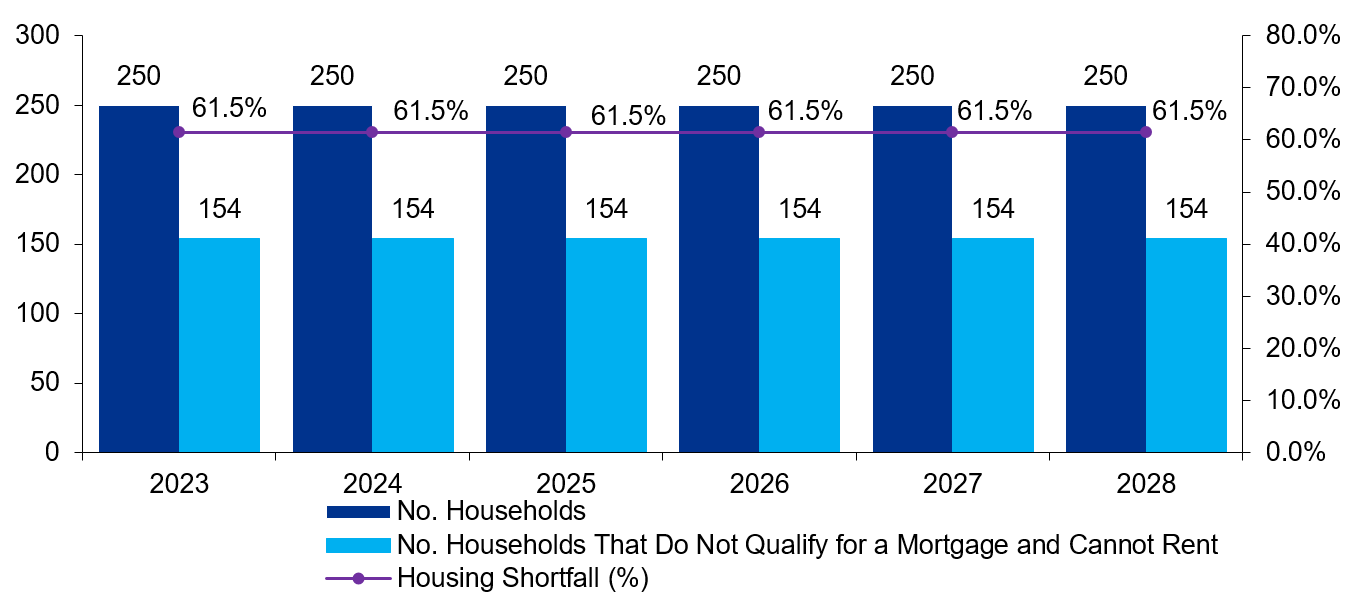 300 80.0%
250 250 250 250 250 250 70.0%
250 61.5% 61.5% 61.5% 61.5% 61.5% 61.5% 60.0%
200 50.0%
154 154 154 154 154 154
150 40.0%
100 30.0%
20.0%
50 10.0%
0 0.0%
2023 2024 2025 2026 2027 2028
No. Households
No. Households That Do Not Qualify for a Mortgage and Cannot Rent
Housing Shortfall (%)